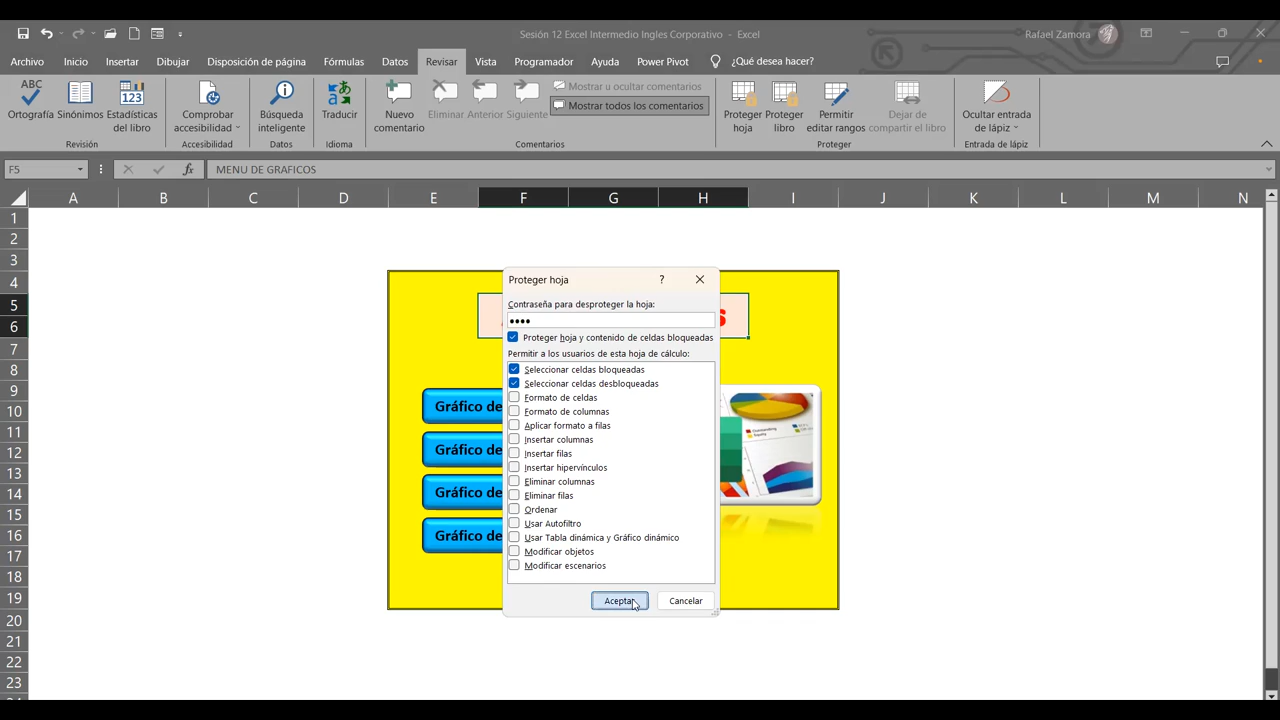 Sesión 12 Excel Intermedio Ingles Corporativo - Excel
Rafael Zamora
Archivo Inicio Insertar Dibujar Disposición de página Fórmulas Datos Revisar Vista Programador Ayuda Power Pivot ¿Qué desea hacer?
ABC
Ortografía
Sinónimos
123
Estadísticas
del libro
Revisión
Comprobar
accesibilidad
Accesibilidad
Búsqueda
inteligente
Datos
Traducir
Idioma
Nuevo
comentario
Eliminar
Anterior
Siguiente
Mostrar u ocultar comentarios
Mostrar todos los comentarios
Comentarios
Proteger
hoja
Proteger
libro
Permitir
editar rangos
Dejar de
compartir el libro
Proteger
Ocultar entrada
de lápiz
Entrada de lápiz
F5
fx
MENU DE GRAFICOS
A B C D E F G H I J K L M N
1
2
3
4
5
6
7
8
9
10
11
12
13
14
15
16
17
18
19
20
21
22
23
Gráfico de
Gráfico de
Gráfico de
Gráfico de
Proteger hoja
?
Contraseña para desproteger la hoja:
••••
Proteger hoja y contenido de celdas bloqueadas
Permitir a los usuarios de esta hoja de cálculo:
Seleccionar celdas bloqueadas
Seleccionar celdas desbloqueadas
Formato de celdas
Formato de columnas
Aplicar formato a filas
Insertar columnas
Insertar filas
Insertar hipervínculos
Eliminar columnas
Eliminar filas
Ordenar
Usar Autofiltro
Usar Tabla dinámica y Gráfico dinámico
Modificar objetos
Modificar escenarios
Aceptar
Cancelar